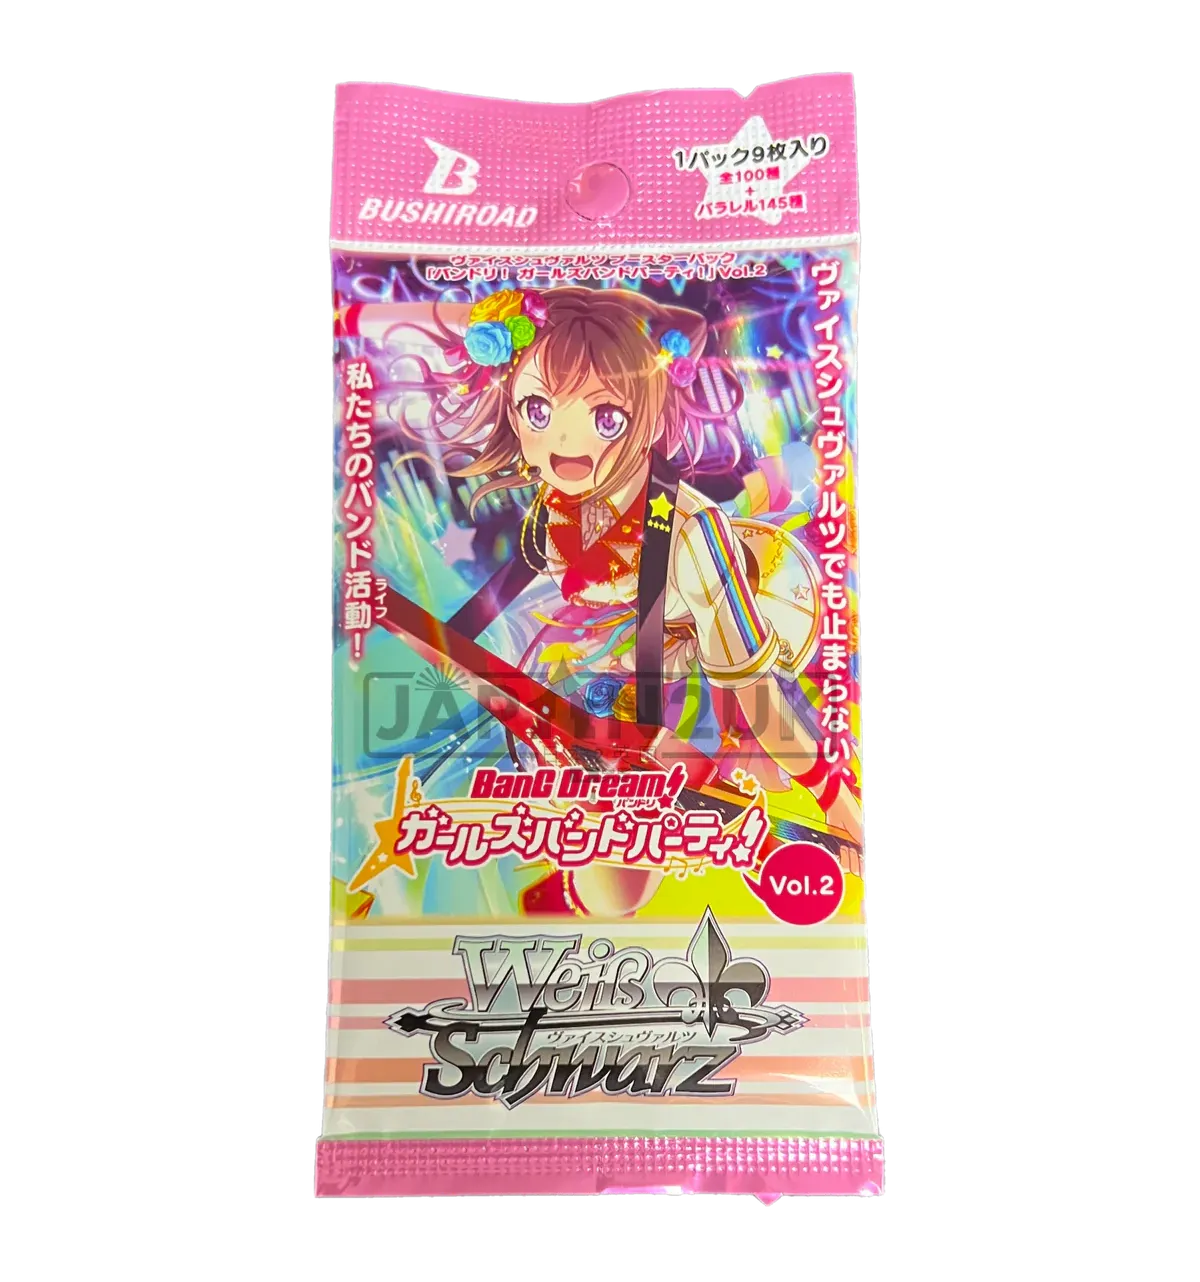 B
BUSHIROAD
1パック9枚入り
全100種
+
パラレル145種
ヴァイスシュヴァルツ ブースターパック
「バンドリ! ガールズバンドパーティ!」Vol.2
ヴァイスシュヴァルツでも止まらない、
私たちのバンド活動!
ライフ
JAPAN2UK
BanG Dream!
バンドリ!
ガールズバンドパーティ!
Vol.2
Weiß
ヴァイスシュヴァルツ
Schwarz